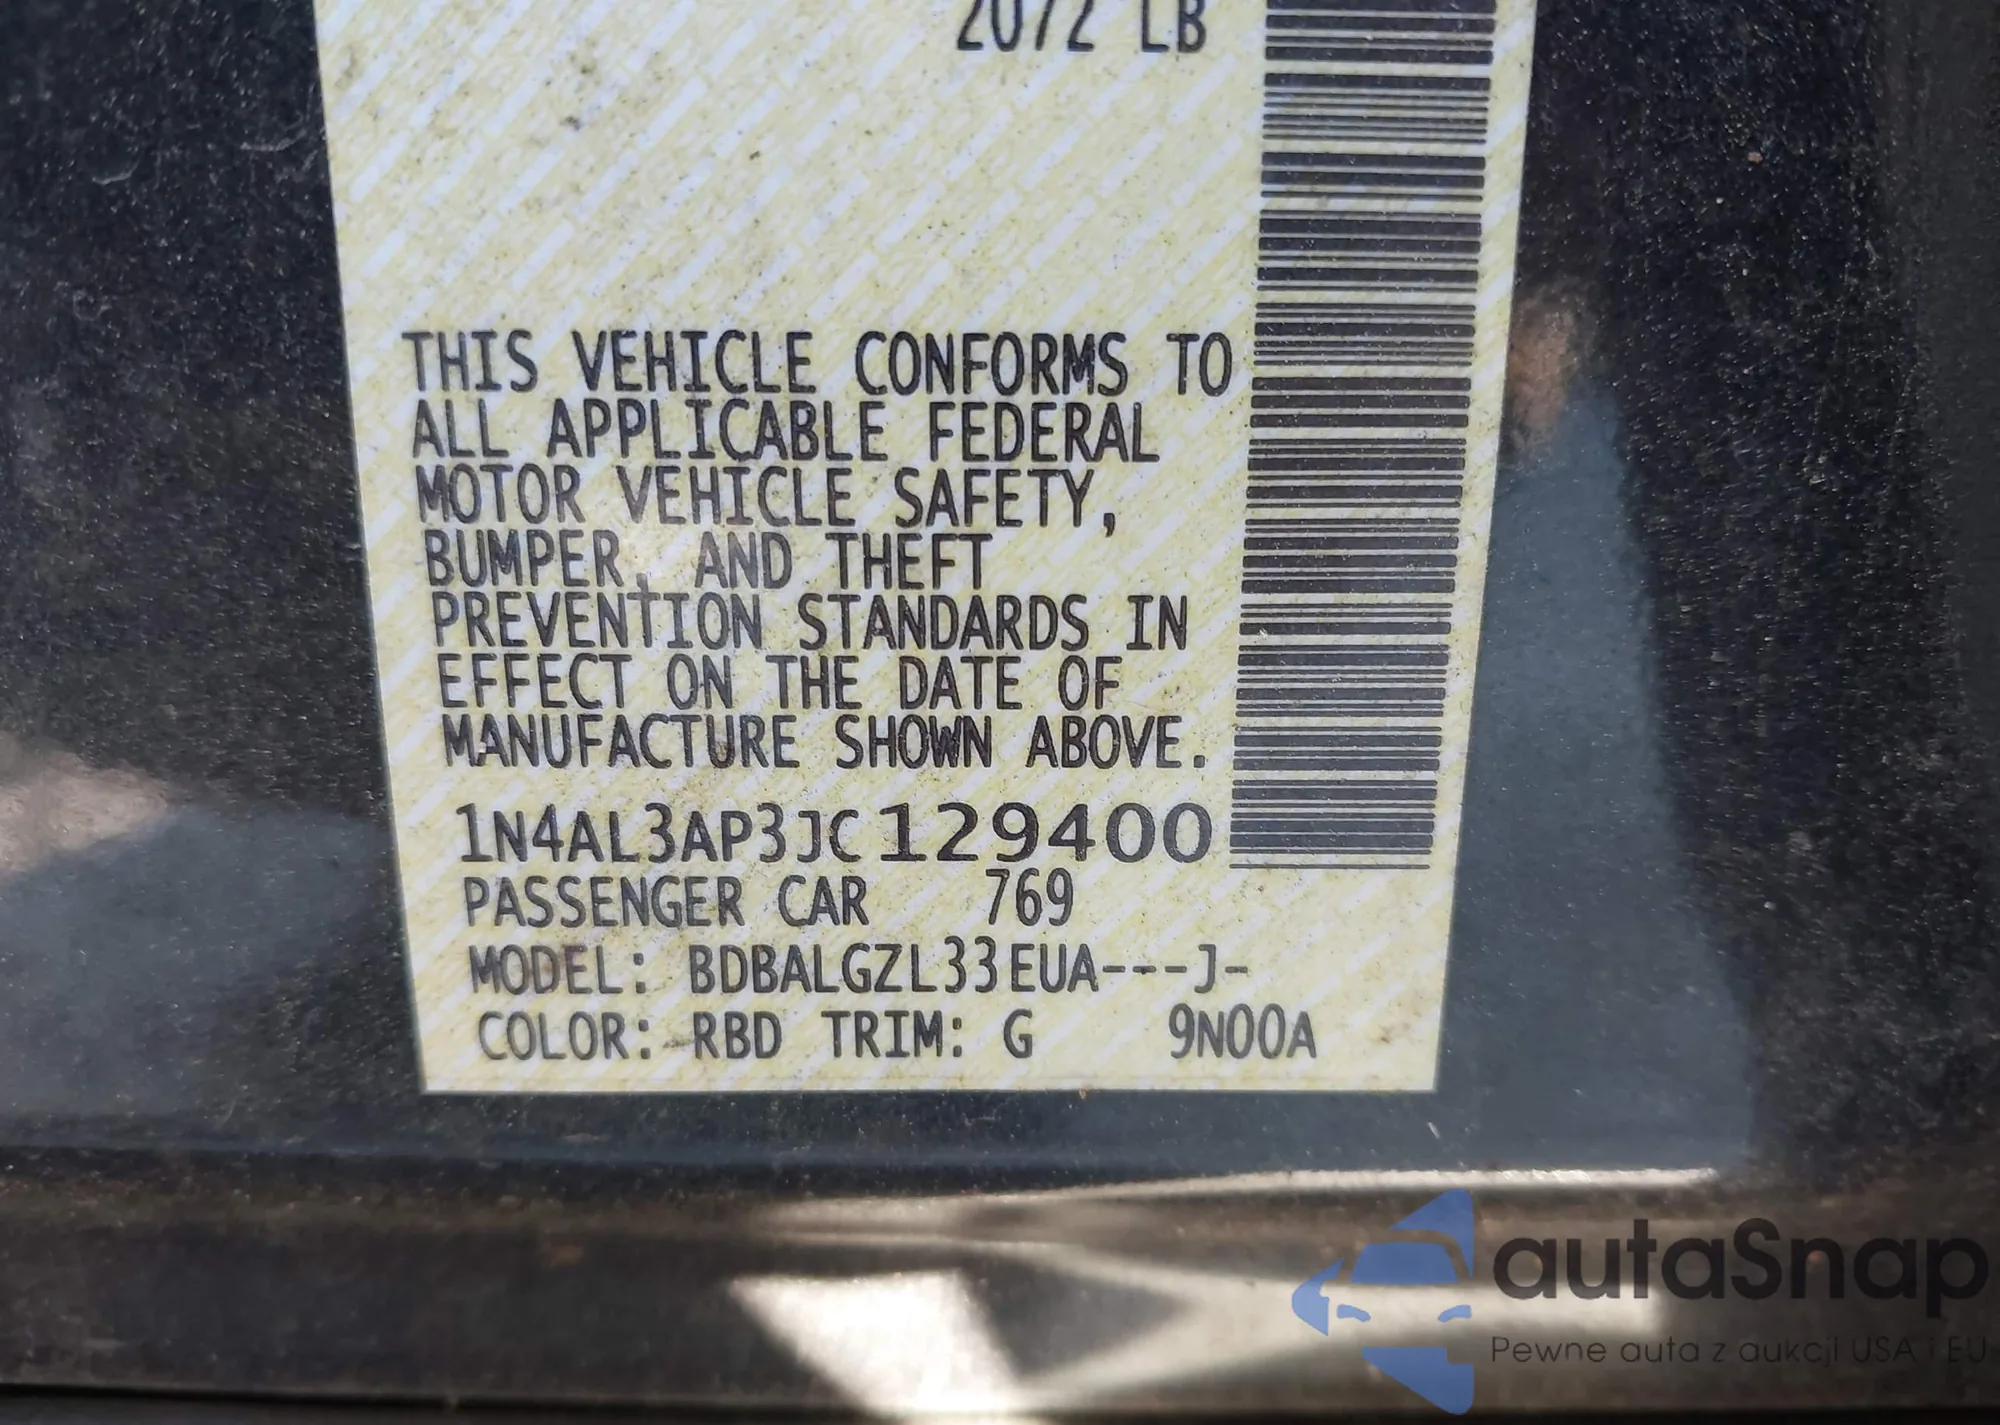 2072 LB
THIS VEHICLE CONFORMS TO
ALL APPLICABLE FEDERAL
MOTOR VEHICLE SAFETY,
BUMPER, AND THEFT
PREVENTION STANDARDS IN
EFFECT ON THE DATE OF
MANUFACTURE SHOWN ABOVE.
1N4AL3AP3JC129400
PASSENGER CAR 769
MODEL: BDBALGZL33EUA---J-
COLOR: RBD TRIM: G 9N00A
autaSnap
Pewne auta z aukcji USA i EU